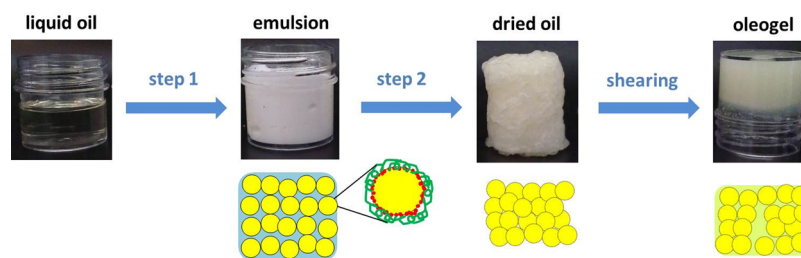 liquid oil
emulsion
dried oil
oleogel
step 1
step 2
shearing